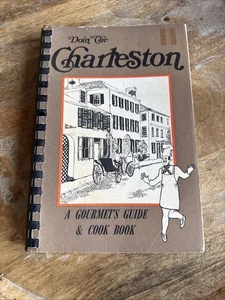 "Doin' The
Charleston
A GOURMET'S GUIDE
& COOK BOOK